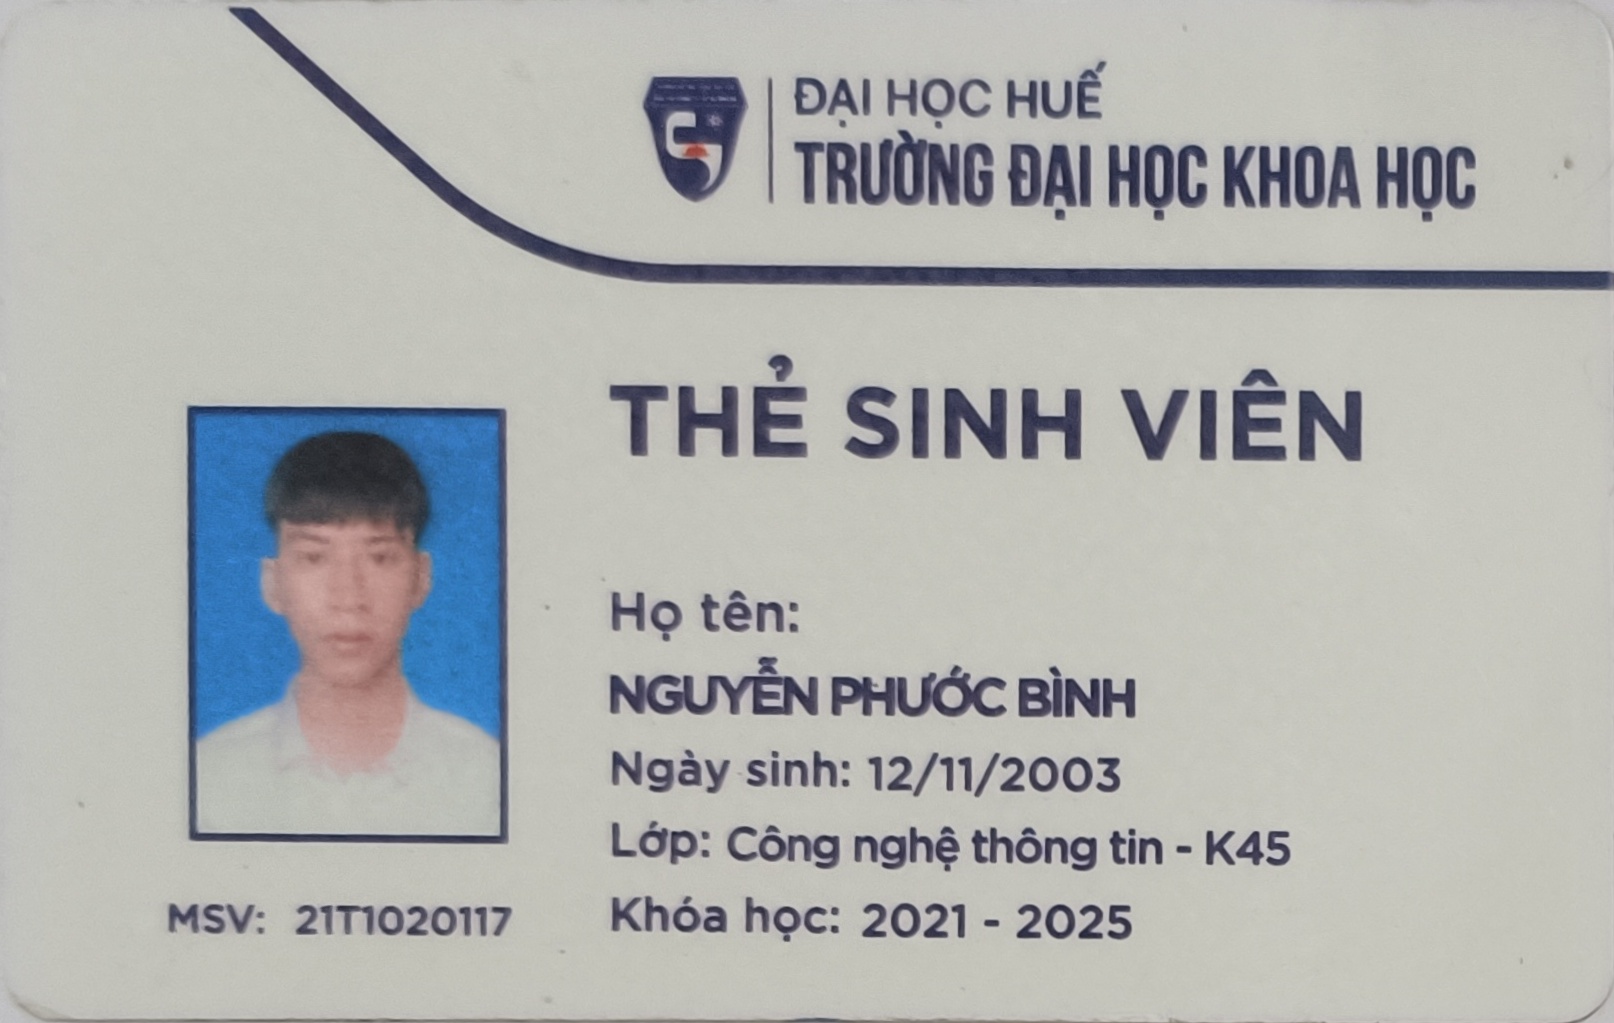 ĐẠI HỌC HUẾ
TRƯỜNG ĐẠI HỌC KHOA HỌC
THẺ SINH VIÊN
Họ tên:
NGUYỄN PHƯỚC BÌNH
Ngày sinh: 12/11/2003
Lớp: Công nghệ thông tin - K45
Khóa học: 2021 - 2025
MSV: 21T1020117